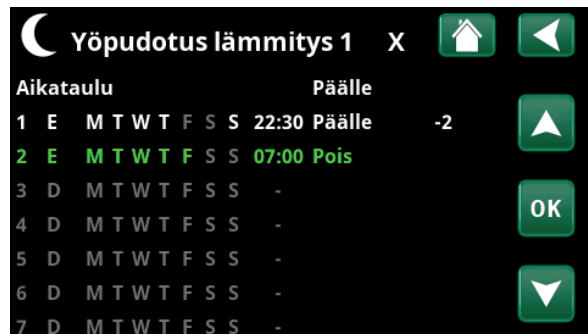 Yöpudotus lämmitys 1 X
Aikataulu Päälle
1 E M T W T F S S 22:30 Päälle -2
2 E M T W T F S S 07:00 Pois
3 D M T W T F S S -
OK
4 D M T W T F S S -
5 D M T W T F S S -
6 D M T W T F S S -
7 D M T W T F S S -